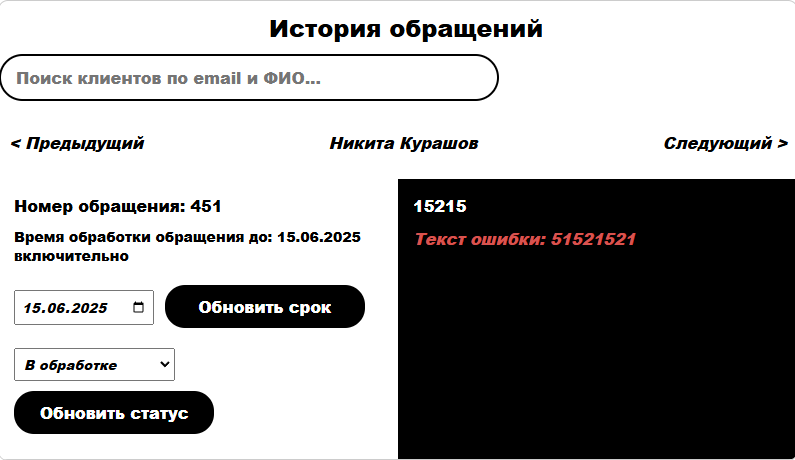 История обращений
Поиск клиентов по email и ФИО...
< Предыдущий
Никита Курашов
Следующий >
Номер обращения: 451
Время обработки обращения до: 15.06.2025
включительно
15.06.2025
Обновить срок
В обработке
Обновить статус
15215
Текст ошибки: 51521521